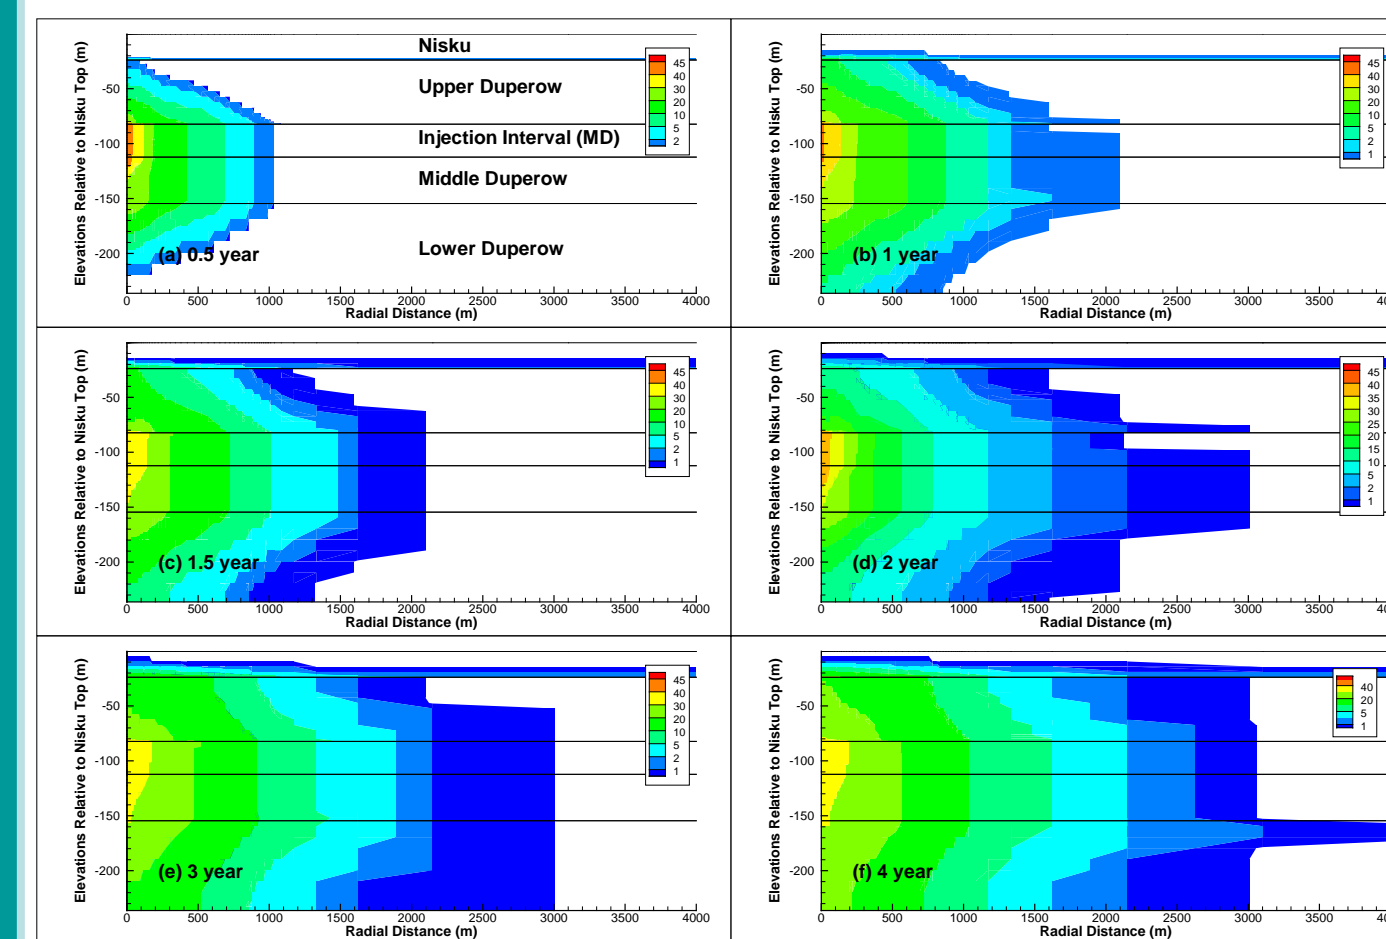 Elevations Relative to Nisku Top (m)
-50
-100
-150
-200
Nisku
Upper Duperow
Injection Interval (MD)
Middle Duperow
Lower Duperow
(a) 0.5 year
45
40
30
20
10
5
2
0 500 1000 1500 2000 2500 3000 3500 4000
Radial Distance (m)
Elevations Relative to Nisku Top (m)
-50
-100
-150
-200
(b) 1 year
45
40
30
20
10
5
2
1
0 500 1000 1500 2000 2500 3000 3500
Radial Distance (m)
Elevations Relative to Nisku Top (m)
-50
-100
-150
-200
(c) 1.5 year
45
40
30
20
10
5
2
1
0 500 1000 1500 2000 2500 3000 3500 4000
Radial Distance (m)
Elevations Relative to Nisku Top (m)
-50
-100
-150
-200
(d) 2 year
45
40
35
30
25
20
15
10
5
2
1
0 500 1000 1500 2000 2500 3000 3500
Radial Distance (m)
Elevations Relative to Nisku Top (m)
-50
-100
-150
-200
(e) 3 year
45
40
30
20
10
5
2
1
0 500 1000 1500 2000 2500 3000 3500 4000
Radial Distance (m)
Elevations Relative to Nisku Top (m)
-50
-100
-150
-200
(f) 4 year
40
20
5
1
0 500 1000 1500 2000 2500 3000 3500
Radial Distance (m)